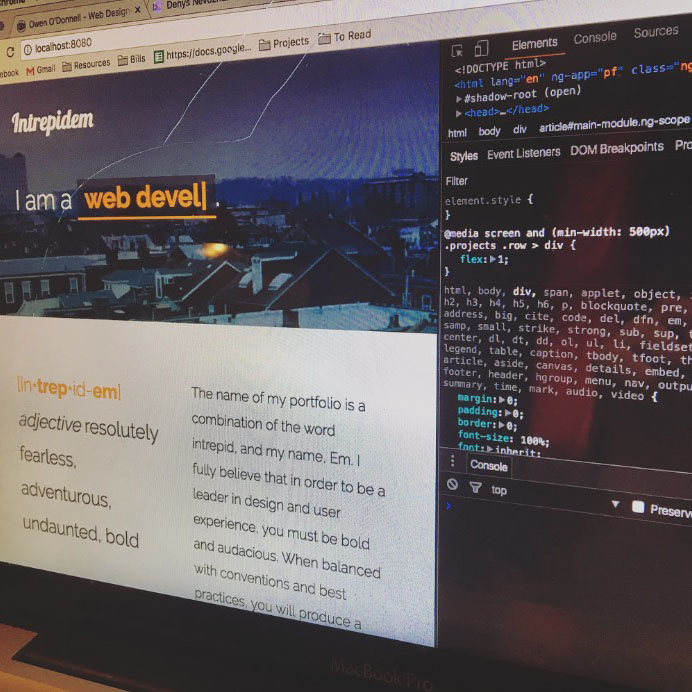 Owen O'Donnell - Web Design
Denys
localhost:8080
Gmail Resources Bills https://docs.google... Projects To Read
Intrepidem
I am a web devel| .
[in•trep•id-em]
adjective resolutely
fearless,
adventurous,
undaunted, bold
The name of my portfolio is a
combination of the word
intrepid, and my name, Em. I
fully believe that in order to be a
leader in design and user
experience, you must be bold
and audacious. When balanced
with conventions and best
practices, you will produce a
Elements Console Sources
<!DOCTYPE html>
<html lang="en" ng-app="pf" class="ng
▶#shadow-root (open)
▶<head>…</head>
html body div article#main-module.ng-scope
Styles Event Listeners DOM Breakpoints
Filter
element.style {
}
@media screen and (min-width: 500px)
.projects .row > div {
flex:▶1;
}
html, body, div, span, applet, object,
h2, h3, h4, h5, h6, p, blockquote, pre,
address, big, cite, code, del, dfn, em,
samp, small, strike, strong, sub, sup,
center, dl, dt, dd, ol, ul, li, fieldset
legend, table, caption, tbody, tfoot,
article, aside, canvas, details, embed,
footer, header, hgroup, menu, nav,
summary, time, mark, audio, video {
margin:▶0;
padding:▶0;
border:▶0;
font-size: 100%;
font:▶inherit;
Console
top
MacBook Pro